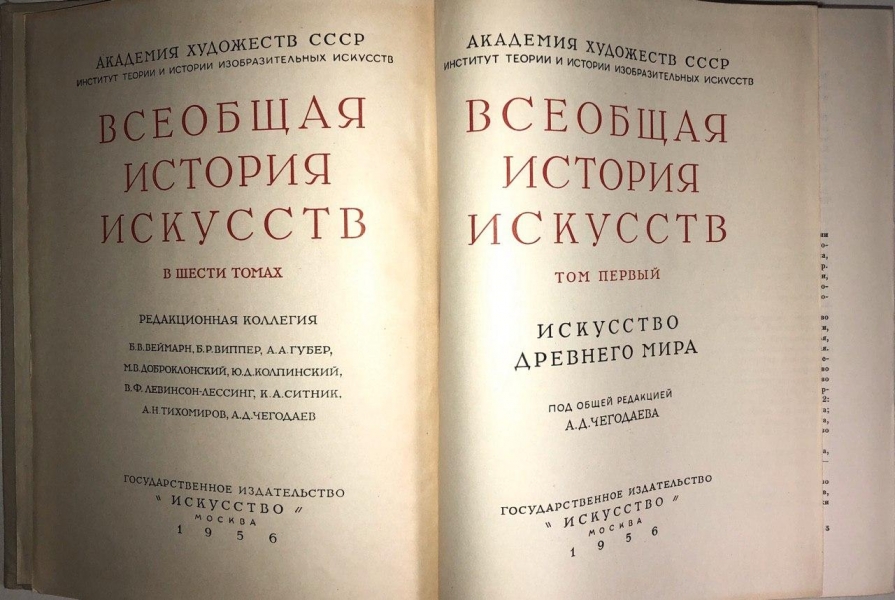 АКАДЕМИЯ ХУДОЖЕСТВ СССР
ИНСТИТУТ ТЕОРИИ И ИСТОРИИ ИЗОБРАЗИТЕЛЬНЫХ ИСКУССТВ
ВСЕОБЩАЯ
ИСТОРИЯ
ИСКУССТВ
В ШЕСТИ ТОМАХ
РЕДАКЦИОННАЯ КОЛЛЕГИЯ
Б.В.ВЕЙМАРН, Б.Р.ВИППЕР, А.А.ГУБЕР,
М.В.ДОБРОКЛОНСКИЙ, Ю.Д.КОЛПИНСКИЙ,
В.Ф.ЛЕВИНСОН-ЛЕССИНГ, К.А.СИТНИК,
А.Н ТИХОМИРОВ, А.Д.ЧЕГОДАЕВ
ГОСУДАРСТВЕННОЕ ИЗДАТЕЛЬСТВО
"ИСКУССТВО"
МОСКВА
1956
АКАДЕМИЯ ХУДОЖЕСТВ СССР
ИНСТИТУТ ТЕОРИИ И ИСТОРИИ ИЗОБРАЗИТЕЛЬНЫХ ИСКУССТВ
ВСЕОБЩАЯ
ИСТОРИЯ
ИСКУССТВ
ТОМ ПЕРВЫЙ
ИСКУССТВО
ДРЕВНЕГО МИРА
ПОД ОБЩЕЙ РЕДАКЦИЕЙ
А.Д.ЧЕГОДАЕВА
ГОСУДАРСТВЕННОЕ ИЗДАТЕЛЬСТВО
"ИСКУССТВО"
МОСКВА
1956
5